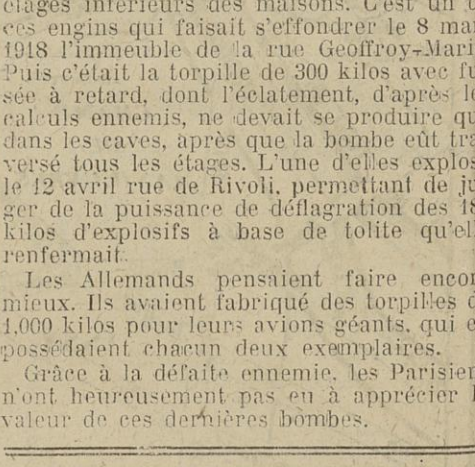 étages intérieurs des maisons. C'est un d
ces engins qui faisait s'effondrer le 8 mar
1918 l'immeuble de la rue Geoffroy-Mari
Puis c'était la torpille de 300 kilos avec fu
sée à retard, dont l'éclatement, d'après le
calculs ennemis, ne devait se produire qu
dans les caves, après que la bombe eût tra
versé tous les étages. L'une d'elles explos
le 12 avril rue de Rivoli, permettant de ju
ger de la puissance de déflagration des 18
kilos d'explosifs à base de tolite qu'ell
renfermait.
Les Allemands pensaient faire encor
mieux. Ils avaient fabriqué des torpilles d
1,000 kilos pour leurs avions géants, qui e
possédaient chacun deux exemplaires.
Grâce à la défaite ennemie, les Parisien
n'ont heureusement pas eu à apprécier l
valeur de ces dernières bombes.